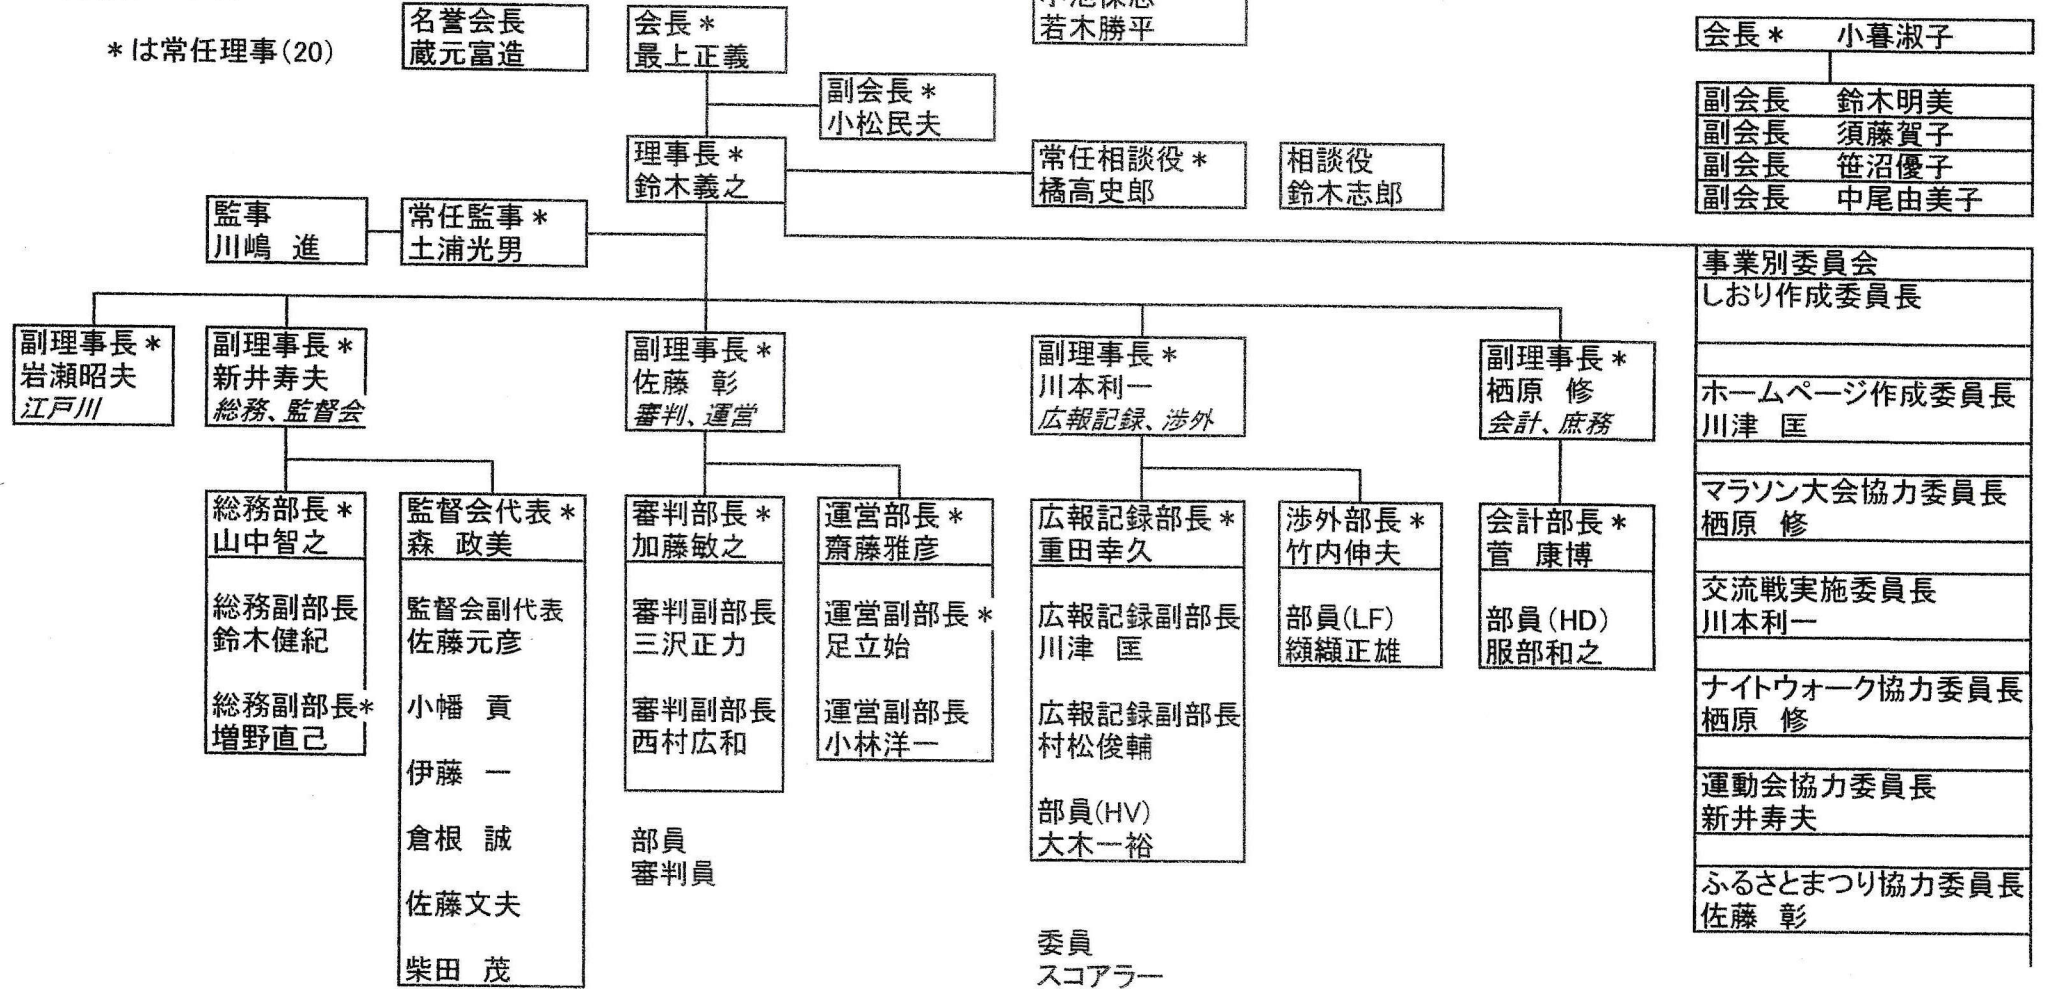 *は常任理事(20)
名誉会長
蔵元富造
会長*
最上正義
若木勝平
会長* 小暮淑子
副会長*
小松民夫
副会長 鈴木明美
副会長 須藤賀子
副会長 笹沼優子
副会長 中尾由美子
理事長*
鈴木義之
常任相談役*
橘高史郎
相談役
鈴木志郎
監事
川嶋 進
常任監事*
土浦光男
副理事長*
岩瀬昭夫
江戸川
副理事長*
新井寿夫
総務、監督会
副理事長*
佐藤 彰
審判、運営
副理事長*
川本利一
広報記録、渉外
副理事長*
栖原 修
会計、庶務
総務部長*
山中智之
総務副部長
鈴木健紀
総務副部長*
増野直己
監督会代表*
森 政美
監督会副代表
佐藤元彦
小幡 貢
伊藤 一
倉根 誠
佐藤文夫
柴田 茂
審判部長*
加藤敏之
審判副部長
三沢正力
審判副部長
西村広和
部員
審判員
運営部長*
齋藤雅彦
運営副部長*
足立始
運営副部長
小林洋一
広報記録部長*
重田幸久
広報記録副部長
川津 匡
広報記録副部長
村松俊輔
部員(HV)
大木一裕
委員
スコアラー
渉外部長*
竹内伸夫
部員(LF)
纐纈正雄
会計部長*
菅 康博
部員(HD)
服部和之
事業別委員会
しおり作成委員長
ホームページ作成委員長
川津 匡
マラソン大会協力委員長
栖原 修
交流戦実施委員長
川本利一
ナイトウォーク協力委員長
栖原 修
運動会協力委員長
新井寿夫
ふるさとまつり協力委員長
佐藤 彰